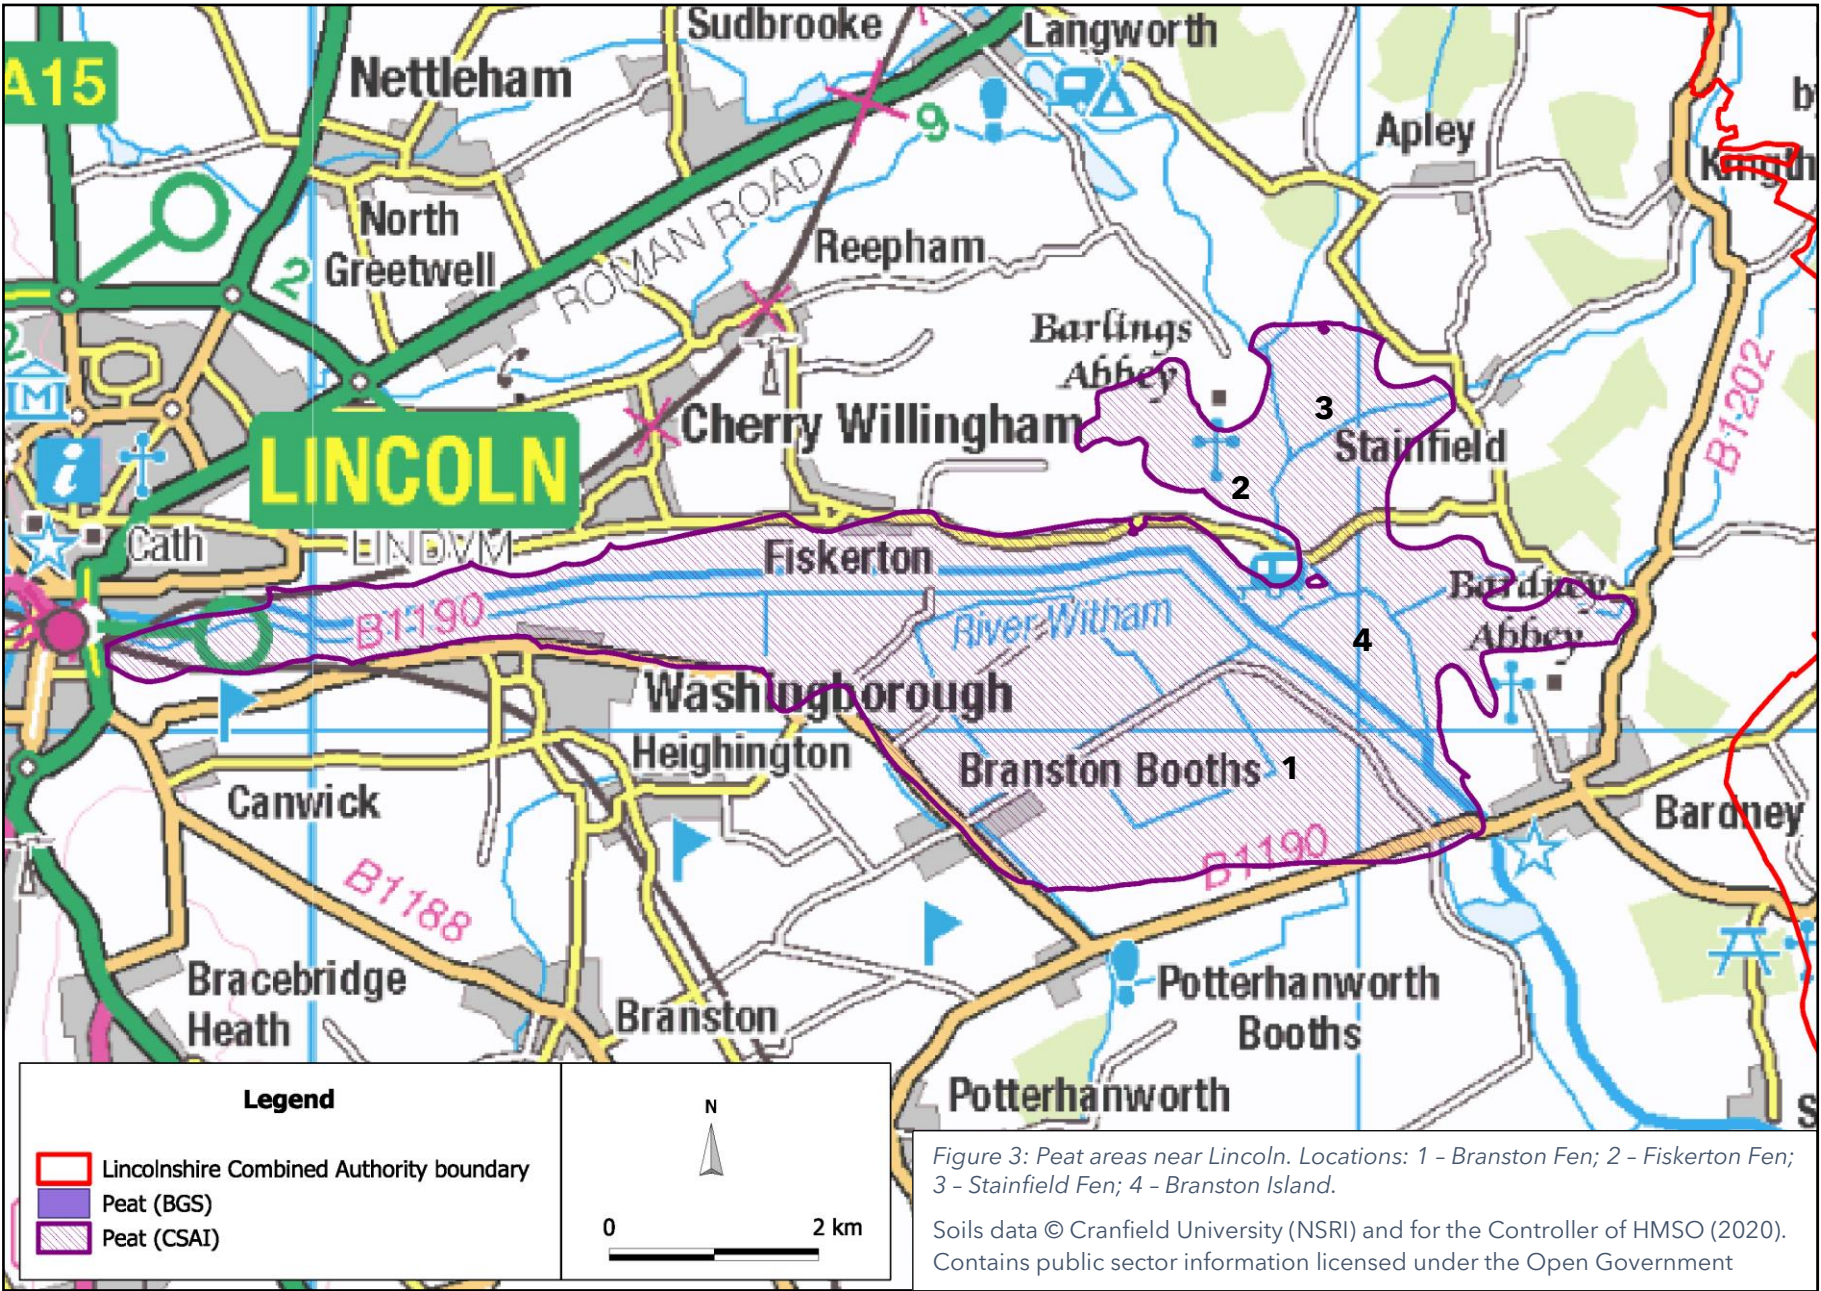 Sudbrooke
Langworth
A15
Nettleham
9
Apley
ROMAN ROAD
North
Greetwell
2
Reepham
Barlings
Abbey
B1202
M
3
Cherry Willingham
Stainfield
LINCOLN
i
2
Cath
LINDVM
Fiskerton
Bardney
Abbey
B1190
River Witham
4
Washingborough
Heighington
Branston Booths
1
Canwick
Bardney
B1190
B1188
Bracebridge
Heath
Branston
Potterhanworth
Booths
Potterhanworth
S
Legend
Lincolnshire Combined Authority boundary
Peat (BGS)
Peat (CSAI)
N
0 2 km
Figure 3: Peat areas near Lincoln. Locations: 1 – Branston Fen; 2 – Fiskerton Fen;
3 – Stainfield Fen; 4 – Branston Island.
Soils data © Cranfield University (NSRI) and for the Controller of HMSO (2020).
Contains public sector information licensed under the Open Government